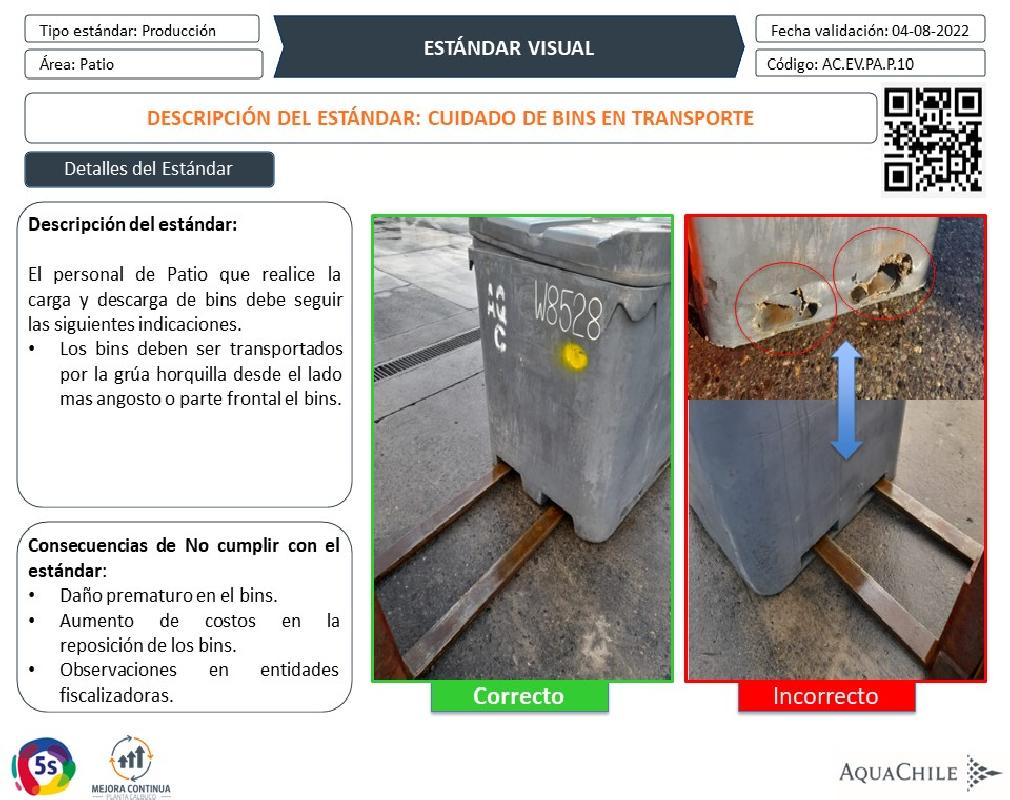 Tipo estándar: Producción
Área: Patio
ESTÁNDAR VISUAL
Fecha validación: 04-08-2022
Código: AC.EV.PA.P.10
DESCRIPCIÓN DEL ESTÁNDAR: CUIDADO DE BINS EN TRANSPORTE
Detalles del Estándar
Descripción del estándar:
El personal de Patio que realice la
carga y descarga de bins debe seguir
las siguientes indicaciones.
• Los bins deben ser transportados
por la grúa horquilla desde el lado
mas angosto o parte frontal el bins.
Consecuencias de No cumplir con el
estándar:
• Daño prematuro en el bins.
• Aumento de costos en la
reposición de los bins.
• Observaciones en entidades
fiscalizadoras.
AQC
W8528
Correcto
Incorrecto
5s
MEJORA CONTINUA
PLANTA CALBUCO
AQUACHILE